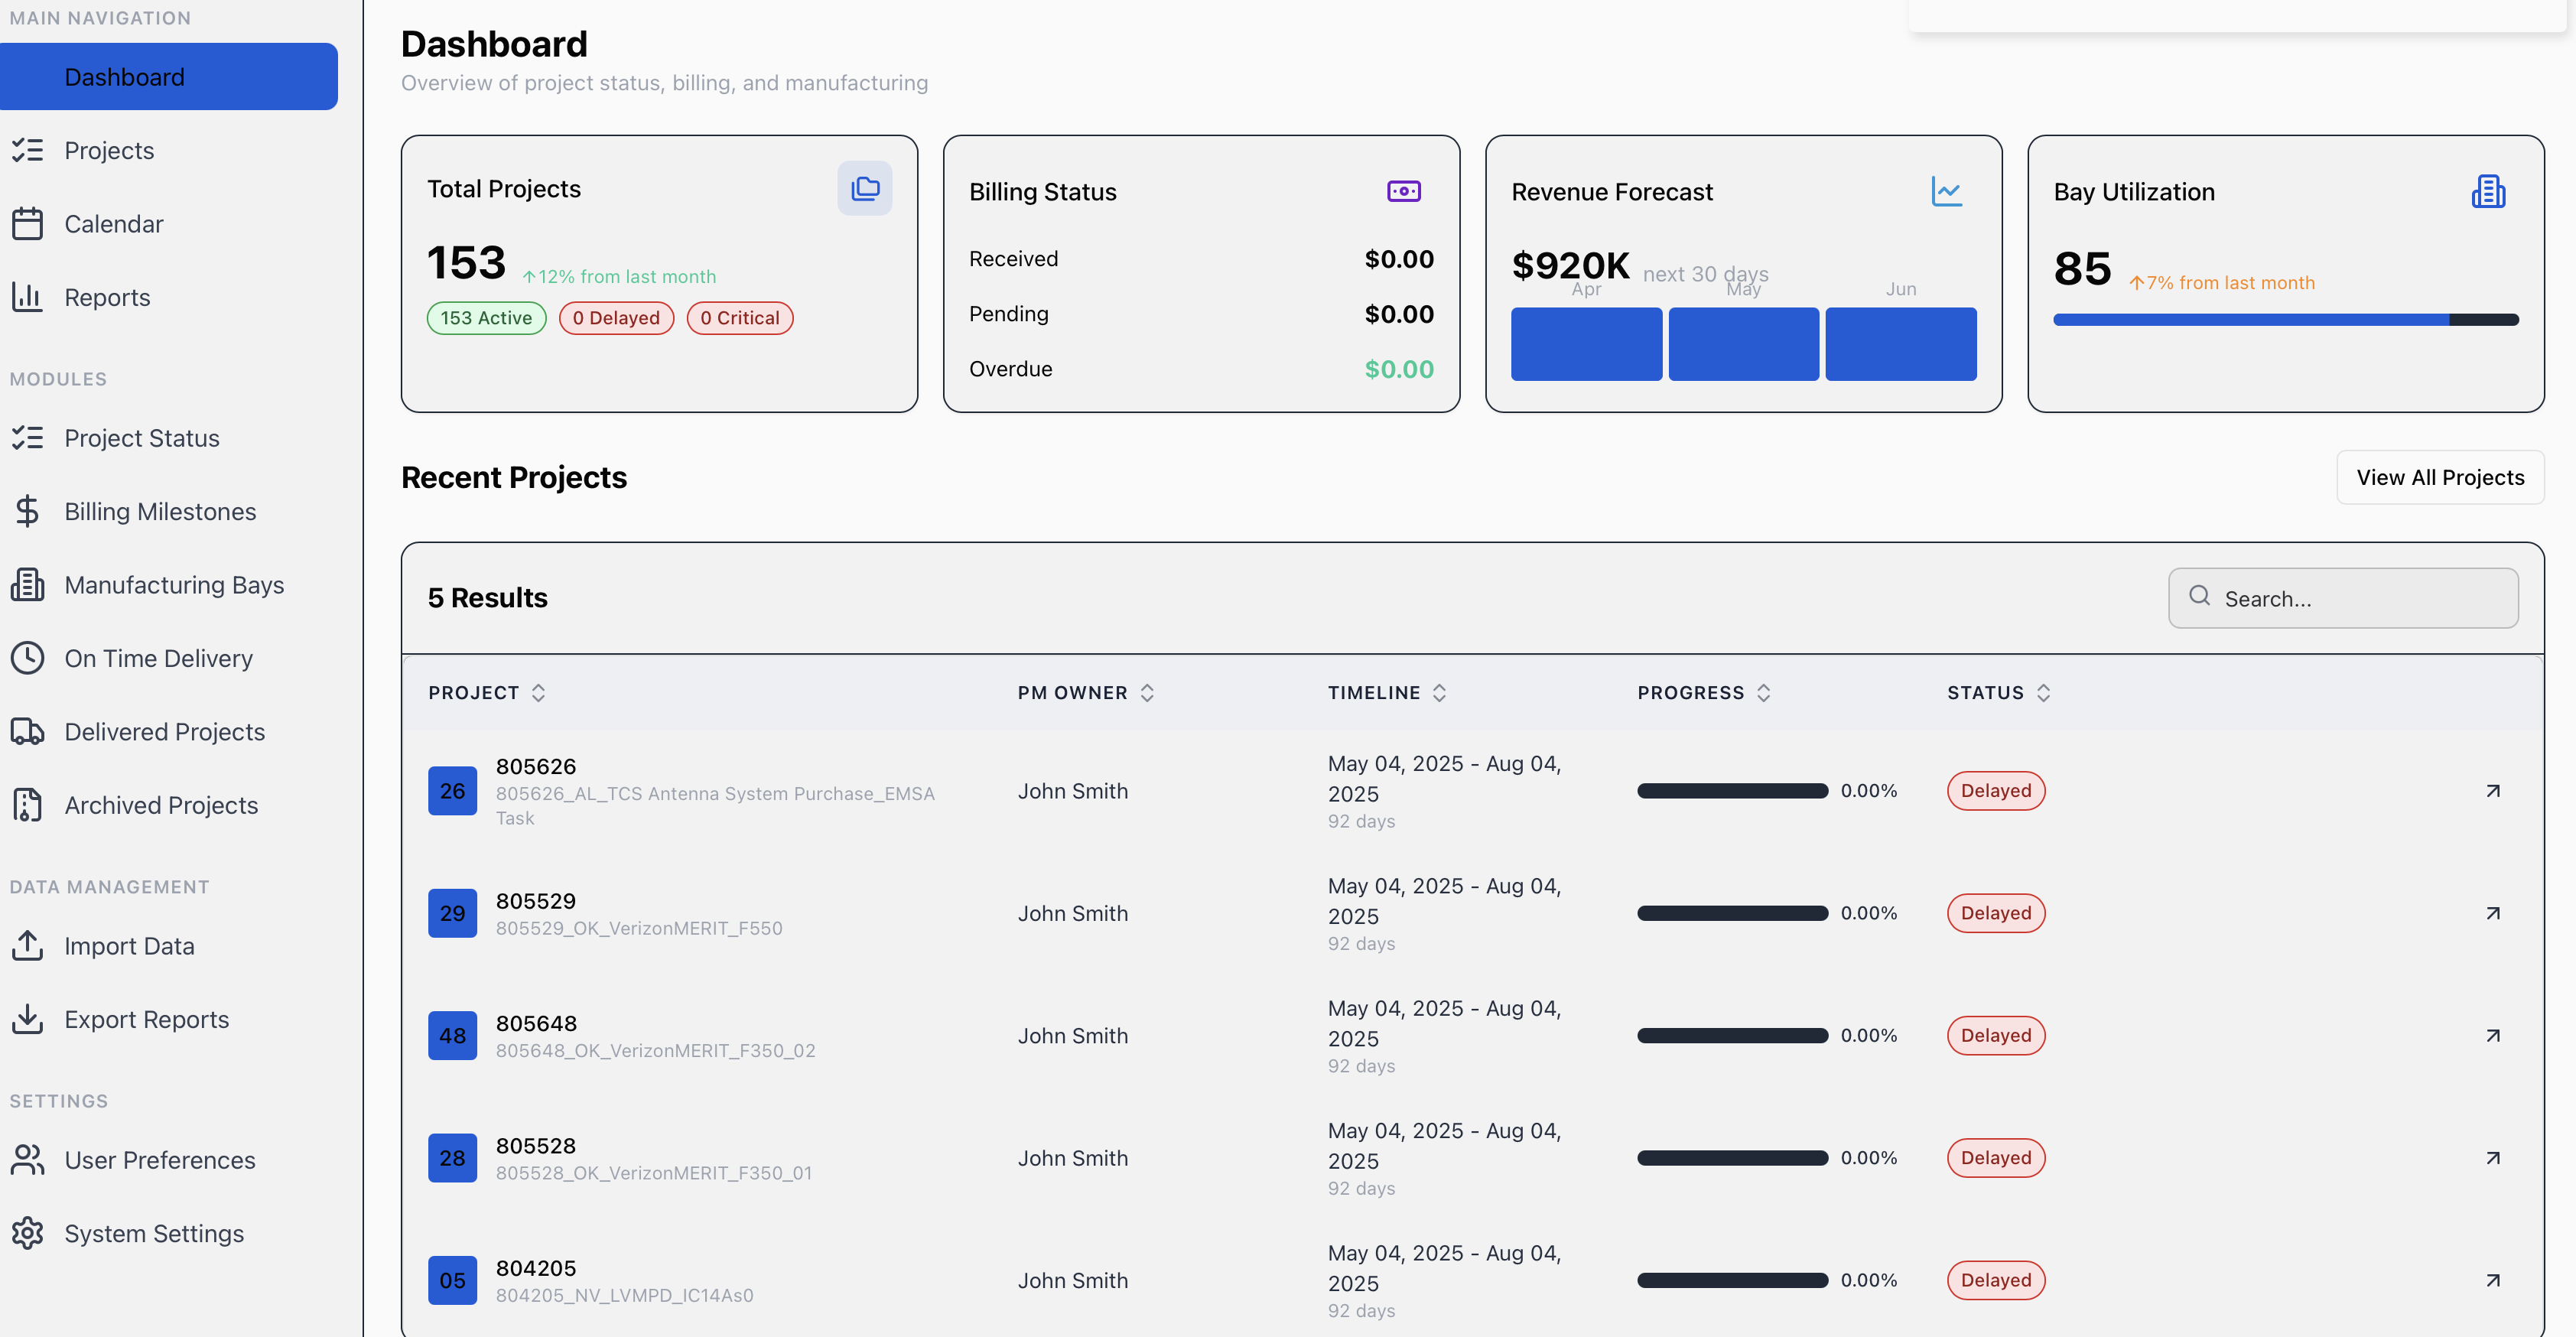 MAIN NAVIGATION
Dashboard
Projects
Calendar
Reports
MODULES
Project Status
Billing Milestones
Manufacturing Bays
On Time Delivery
Delivered Projects
Archived Projects
DATA MANAGEMENT
Import Data
Export Reports
SETTINGS
User Preferences
System Settings
Dashboard
Overview of project status, billing, and manufacturing
Total Projects
153 ↑12% from last month
153 Active 0 Delayed 0 Critical
Billing Status
Received $0.00
Pending $0.00
Overdue $0.00
Revenue Forecast
$920K next 30 days
Apr May Jun
Bay Utilization
85 ↑7% from last month
Recent Projects
View All Projects
5 Results
Search...
PROJECT PM OWNER TIMELINE PROGRESS STATUS
26 805626
805626_AL_TCS Antenna System Purchase_EMSA
Task
John Smith
May 04, 2025 - Aug 04,
2025
92 days
0.00%
Delayed
29 805529
805529_OK_VerizonMERIT_F550
John Smith
May 04, 2025 - Aug 04,
2025
92 days
0.00%
Delayed
48 805648
805648_OK_VerizonMERIT_F350_02
John Smith
May 04, 2025 - Aug 04,
2025
92 days
0.00%
Delayed
28 805528
805528_OK_VerizonMERIT_F350_01
John Smith
May 04, 2025 - Aug 04,
2025
92 days
0.00%
Delayed
05 804205
804205_NV_LVMPD_IC14As0
John Smith
May 04, 2025 - Aug 04,
2025
92 days
0.00%
Delayed